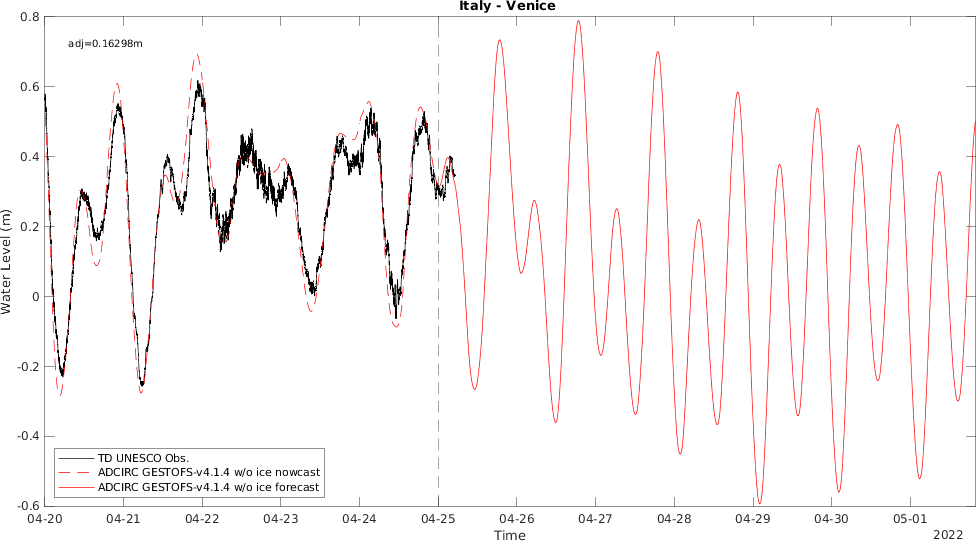 Italy - Venice
adj=0.16298m
0.8
0.6
0.4
0.2
0
-0.2
-0.4
-0.6
Water Level (m)
TD UNESCO Obs.
ADCIRC GESTOFS-v4.1.4 w/o ice nowcast
ADCIRC GESTOFS-v4.1.4 w/o ice forecast
04-20 04-21 04-22 04-23 04-24 04-25 04-26 04-27 04-28 04-29 04-30 05-01
Time
2022